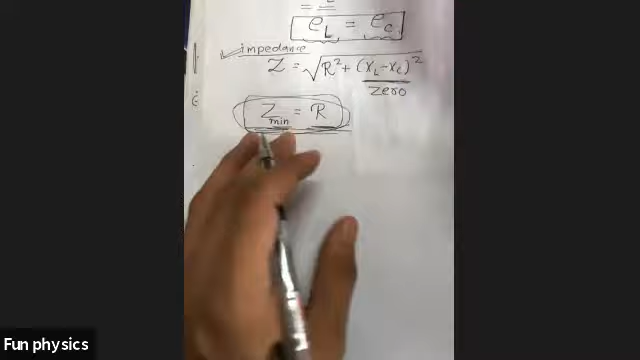 e_L = e_C
impedance
Z = √R² + (X_L - X_C)²
zero
Z_min = R
Fun physics